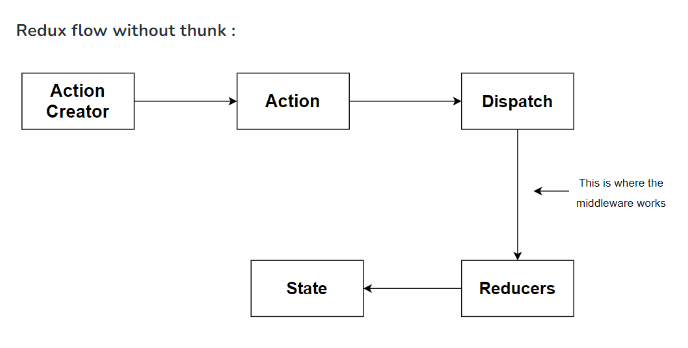 Redux flow without thunk :
Action
Creator
Action
Dispatch
This is where the
middleware works
State
Reducers